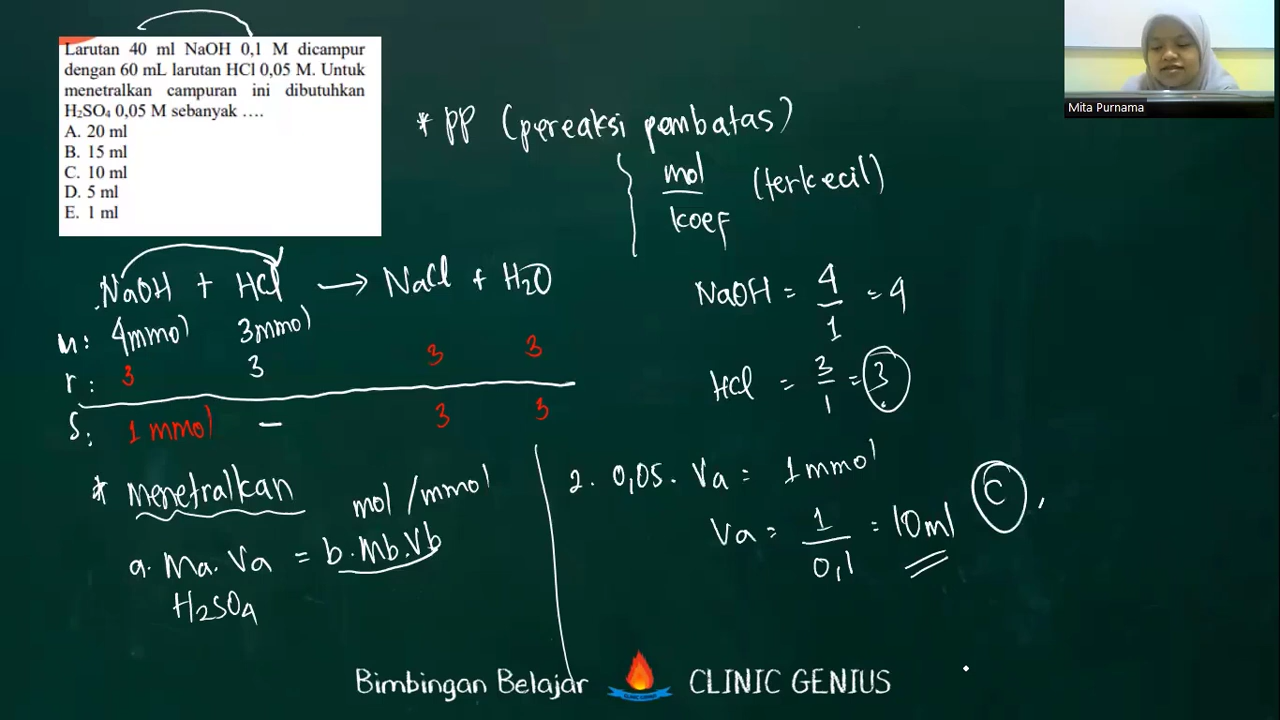 Larutan 40 ml NaOH 0,1 M dicampur
dengan 60 mL larutan HCl 0,05 M. Untuk
menetralkan campuran ini dibutuhkan
H₂SO₄ 0,05 M sebanyak ….
A. 20 ml
B. 15 ml
C. 10 ml
D. 5 ml
E. 1 ml
Mita Purnama
* PP (pereaksi pembatas)
mol (terkecil)
koef
NaOH + HCl → NaCl + H2O
m: 4mmol 3mmol
r: 3 3 3 3
S: 1 mmol - 3 3
NaOH = 4/1 = 4
HCl = 3/1 = 3
* Menetralkan
mol/mmol
a. Ma. Va = b. Mb. Vb
H2SO4
2. 0,05. Va = 1 mmol
Va = 1/0,1 = 10ml C
Bimbingan Belajar CLINIC GENIUS